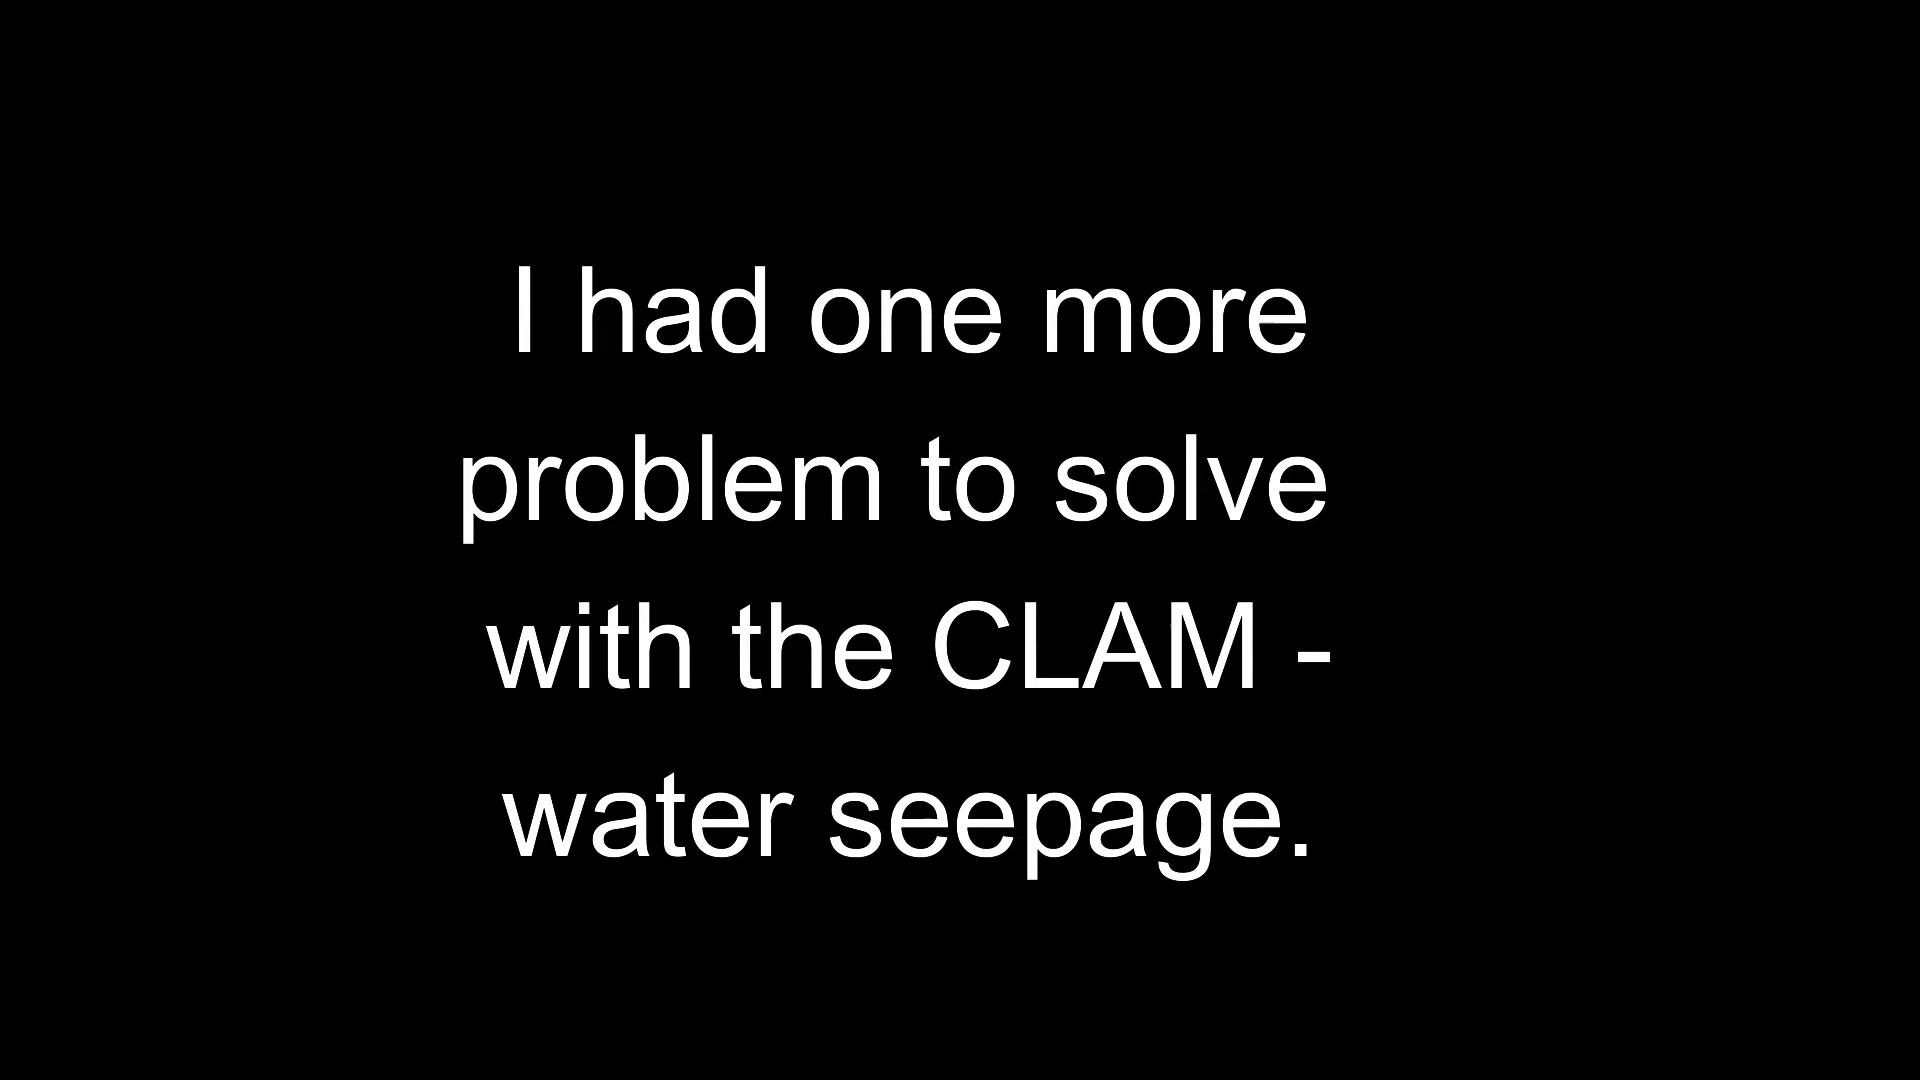 I had one more
problem to solve
with the CLAM -
water seepage.